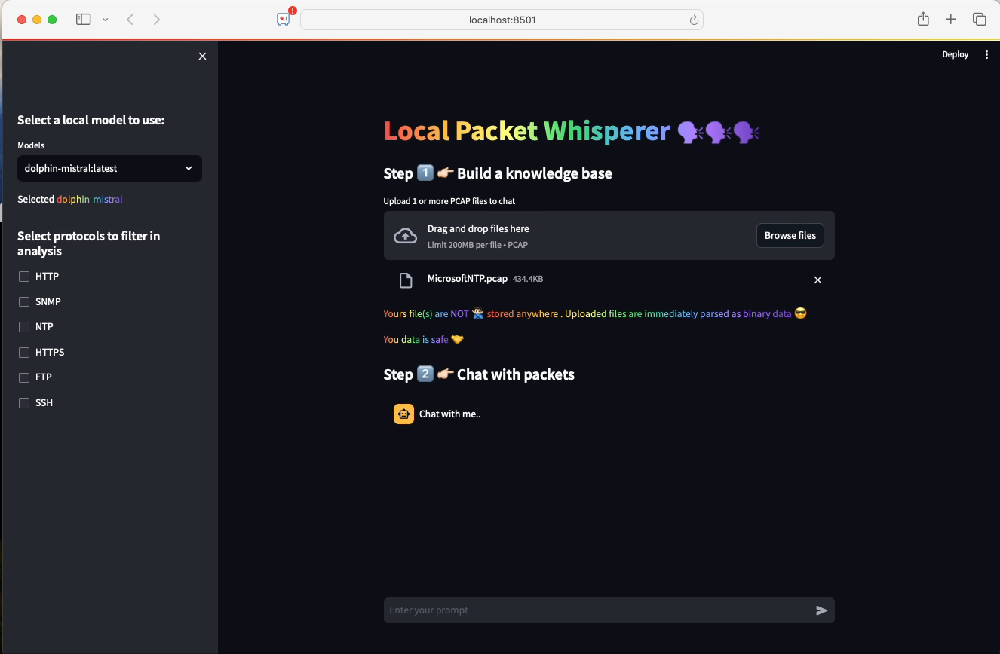 localhost:8501
Deploy
Select a local model to use:
Models
dolphin-mistral:latest
Selected dolphin-mistral
Select protocols to filter in
analysis
HTTP
SNMP
NTP
HTTPS
FTP
SSH
Local Packet Whisperer 🗣️🗣️🗣️
Step 1️⃣ 👉🏻 Build a knowledge base
Upload 1 or more PCAP files to chat
Drag and drop files here
Limit 200MB per file • PCAP
Browse files
MicrosoftNTP.pcap 434.4KB
Yours file(s) are NOT 🙅🏻‍♂️ stored anywhere . Uploaded files are immediately parsed as binary data 😎
You data is safe 🤝
Step 2️⃣ 👉🏻 Chat with packets
Chat with me..
Enter your prompt